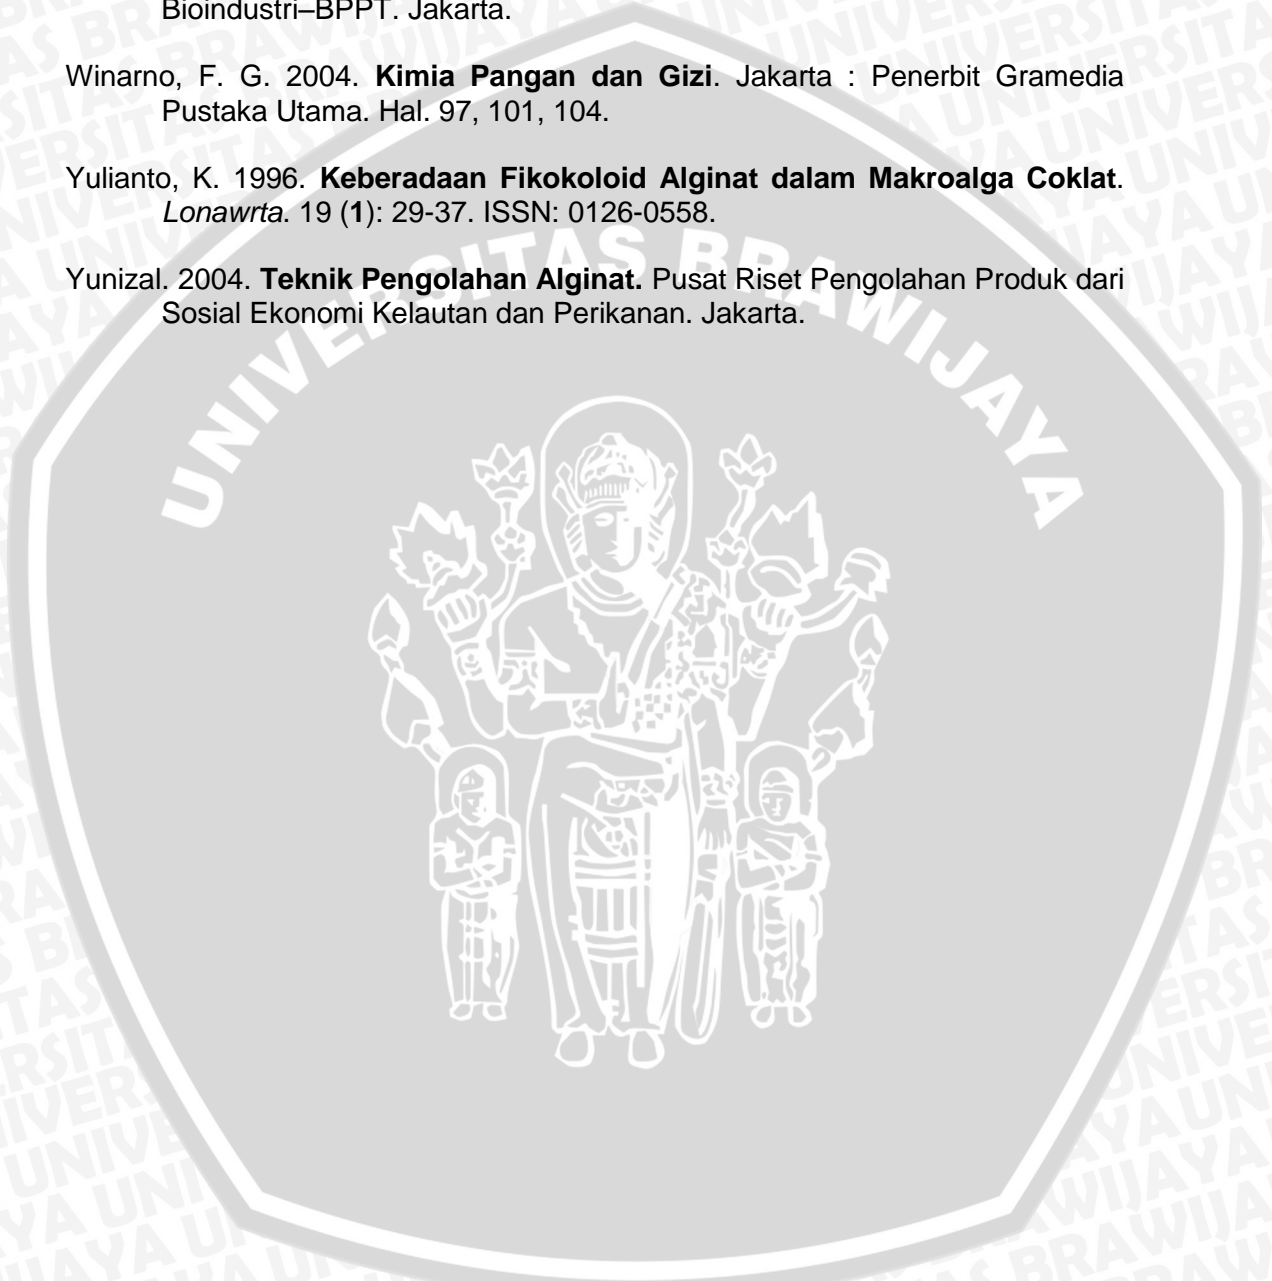 Bioindustri–BPPT. Jakarta.
Winarno, F. G. 2004. Kimia Pangan dan Gizi. Jakarta : Penerbit Gramedia
Pustaka Utama. Hal. 97, 101, 104.
Yulianto, K. 1996. Keberadaan Fikokoloid Alginat dalam Makroalga Coklat.
Lonawrta. 19 (1): 29-37. ISSN: 0126-0558.
Yunizal. 2004. Teknik Pengolahan Alginat. Pusat Riset Pengolahan Produk dari
Sosial Ekonomi Kelautan dan Perikanan. Jakarta.
UNIVERSITAS BRAWIJAYA